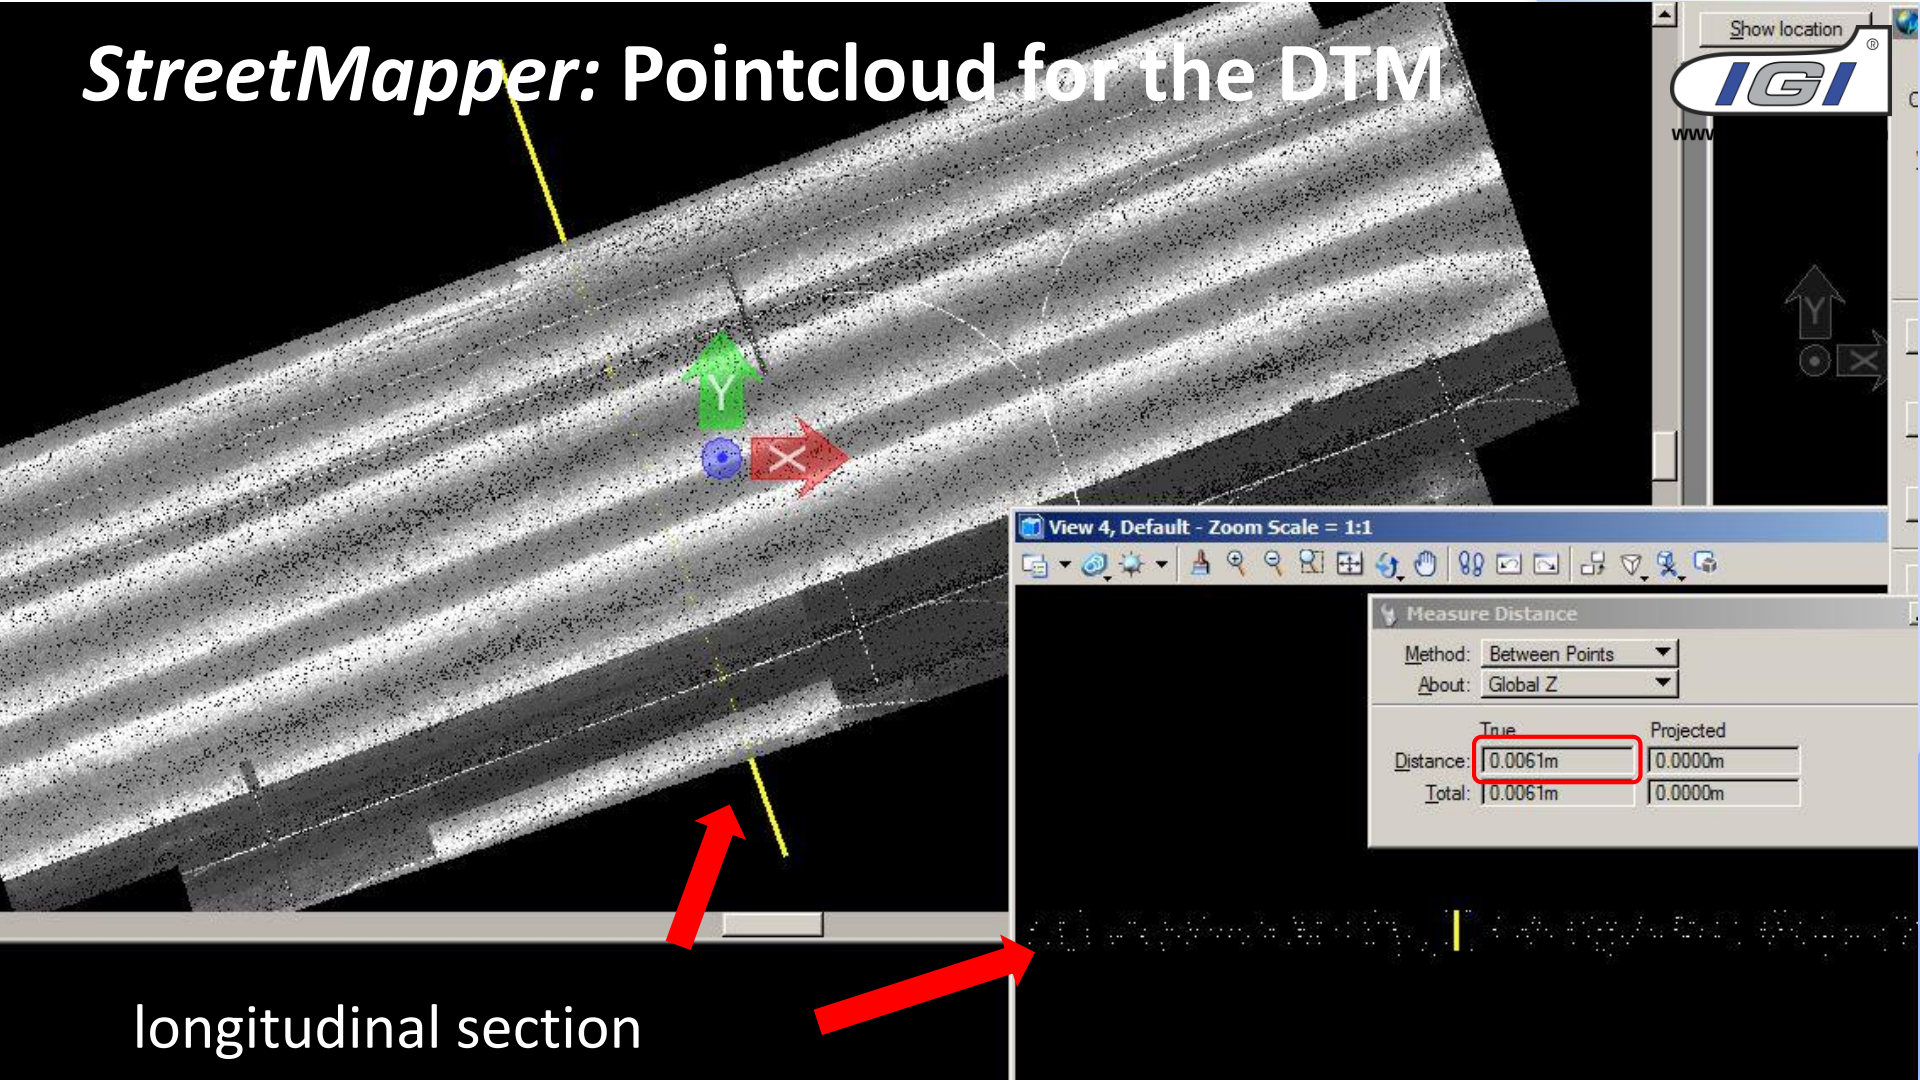 StreetMapper: Pointcloud for the DTM
Show location
IGI
®
www
Y
X
Y
X
View 4, Default - Zoom Scale = 1:1
Measure Distance
Method: Between Points
About: Global Z
True Projected
Distance: 0.0061m 0.0000m
Total: 0.0061m 0.0000m
longitudinal section